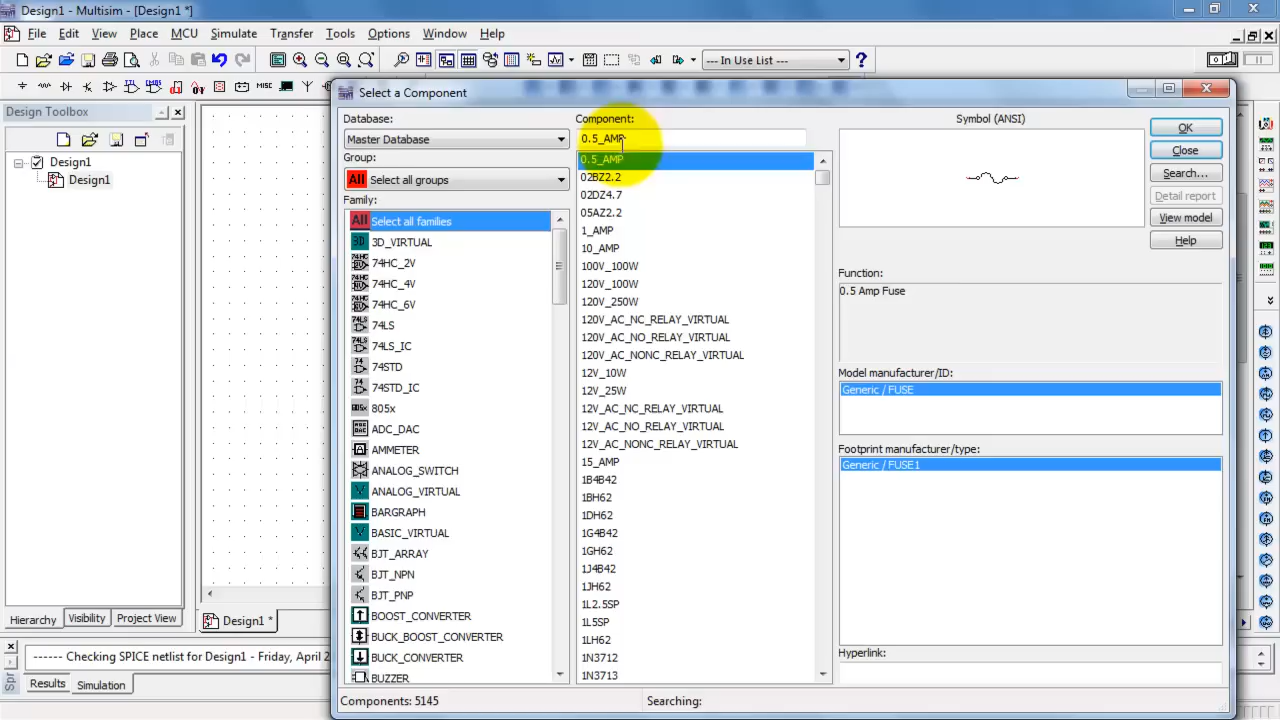 Design1 - Multisim - [Design1 *]
File Edit View Place MCU Simulate Transfer Tools Options Window Help
--- In Use List ---
Design Toolbox
Design1
Design1
Hierarchy Visibility Project View
Design1 *
------ Checking SPICE netlist for Design1 - Friday, April 2
Results Simulation
Spr
MISC
Select a Component
Database:
Master Database
Group:
All Select all groups
Family:
All Select all families
3D_VIRTUAL
74HC_2V
74HC_4V
74HC_6V
74LS
74LS_IC
74STD
74STD_IC
805x
ADC_DAC
AMMETER
ANALOG_SWITCH
ANALOG_VIRTUAL
BARGRAPH
BASIC_VIRTUAL
BJT_ARRAY
BJT_NPN
BJT_PNP
BOOST_CONVERTER
BUCK_BOOST_CONVERTER
BUCK_CONVERTER
BUZZER
Components: 5145
Component:
0.5_AMP
0.5_AMP
02BZ2.2
02DZ4.7
05AZ2.2
1_AMP
10_AMP
100V_100W
120V_100W
120V_250W
120V_AC_NC_RELAY_VIRTUAL
120V_AC_NO_RELAY_VIRTUAL
120V_AC_NONC_RELAY_VIRTUAL
12V_10W
12V_25W
12V_AC_NC_RELAY_VIRTUAL
12V_AC_NO_RELAY_VIRTUAL
12V_AC_NONC_RELAY_VIRTUAL
15_AMP
1B4B42
1BH62
1DH62
1G4B42
1GH62
1J4B42
1JH62
1L2.5SP
1L5SP
1LH62
1N3712
1N3713
Searching:
Symbol (ANSI)
Function:
0.5 Amp Fuse
Model manufacturer/ID:
Generic / FUSE
Footprint manufacturer/type:
Generic / FUSE1
Hyperlink:
OK
Close
Search...
Detail report
View model
Help